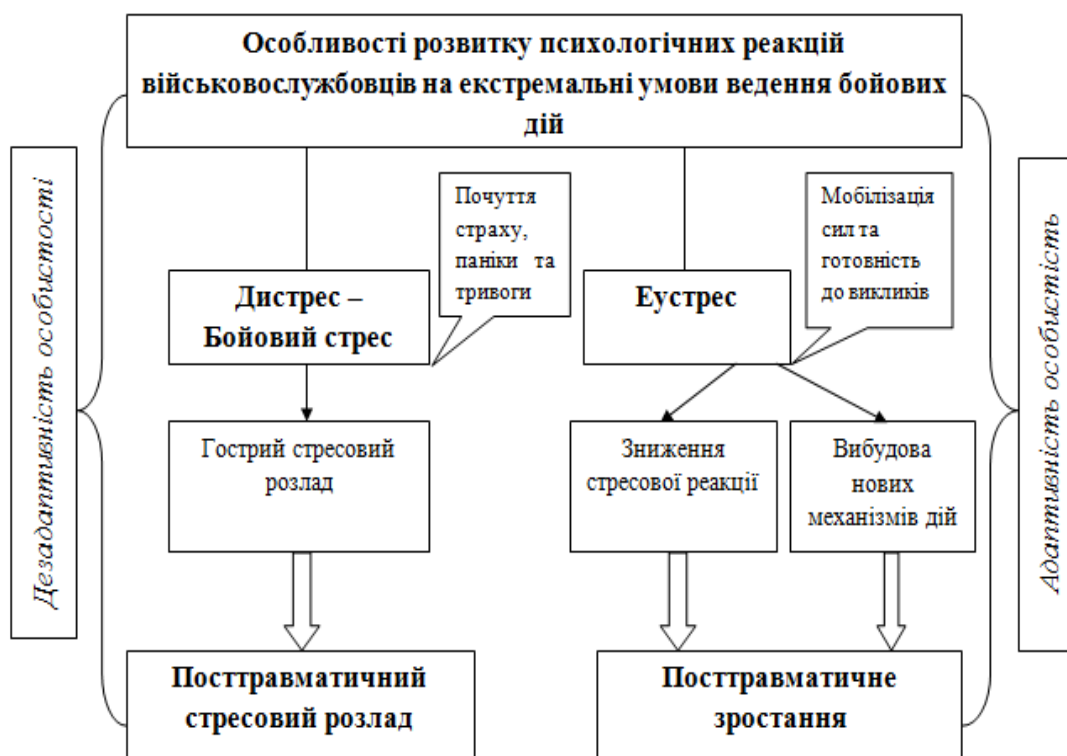 Особливості розвитку психологічних реакцій
військовослужбовців на екстремальні умови ведення бойових
дій
Дезадаптивність особистості
Почуття
страху,
паніки та
тривоги
Мобілізація
сил та
готовність
до викликів
Адаптивність особистість
Дистрес –
Бойовий стрес
Еустрес
Гострий стресовий
розлад
Зниження
стресової реакції
Вибудова
нових
механізмів дій
Посттравматичний
стресовий розлад
Посттравматичне
зростання